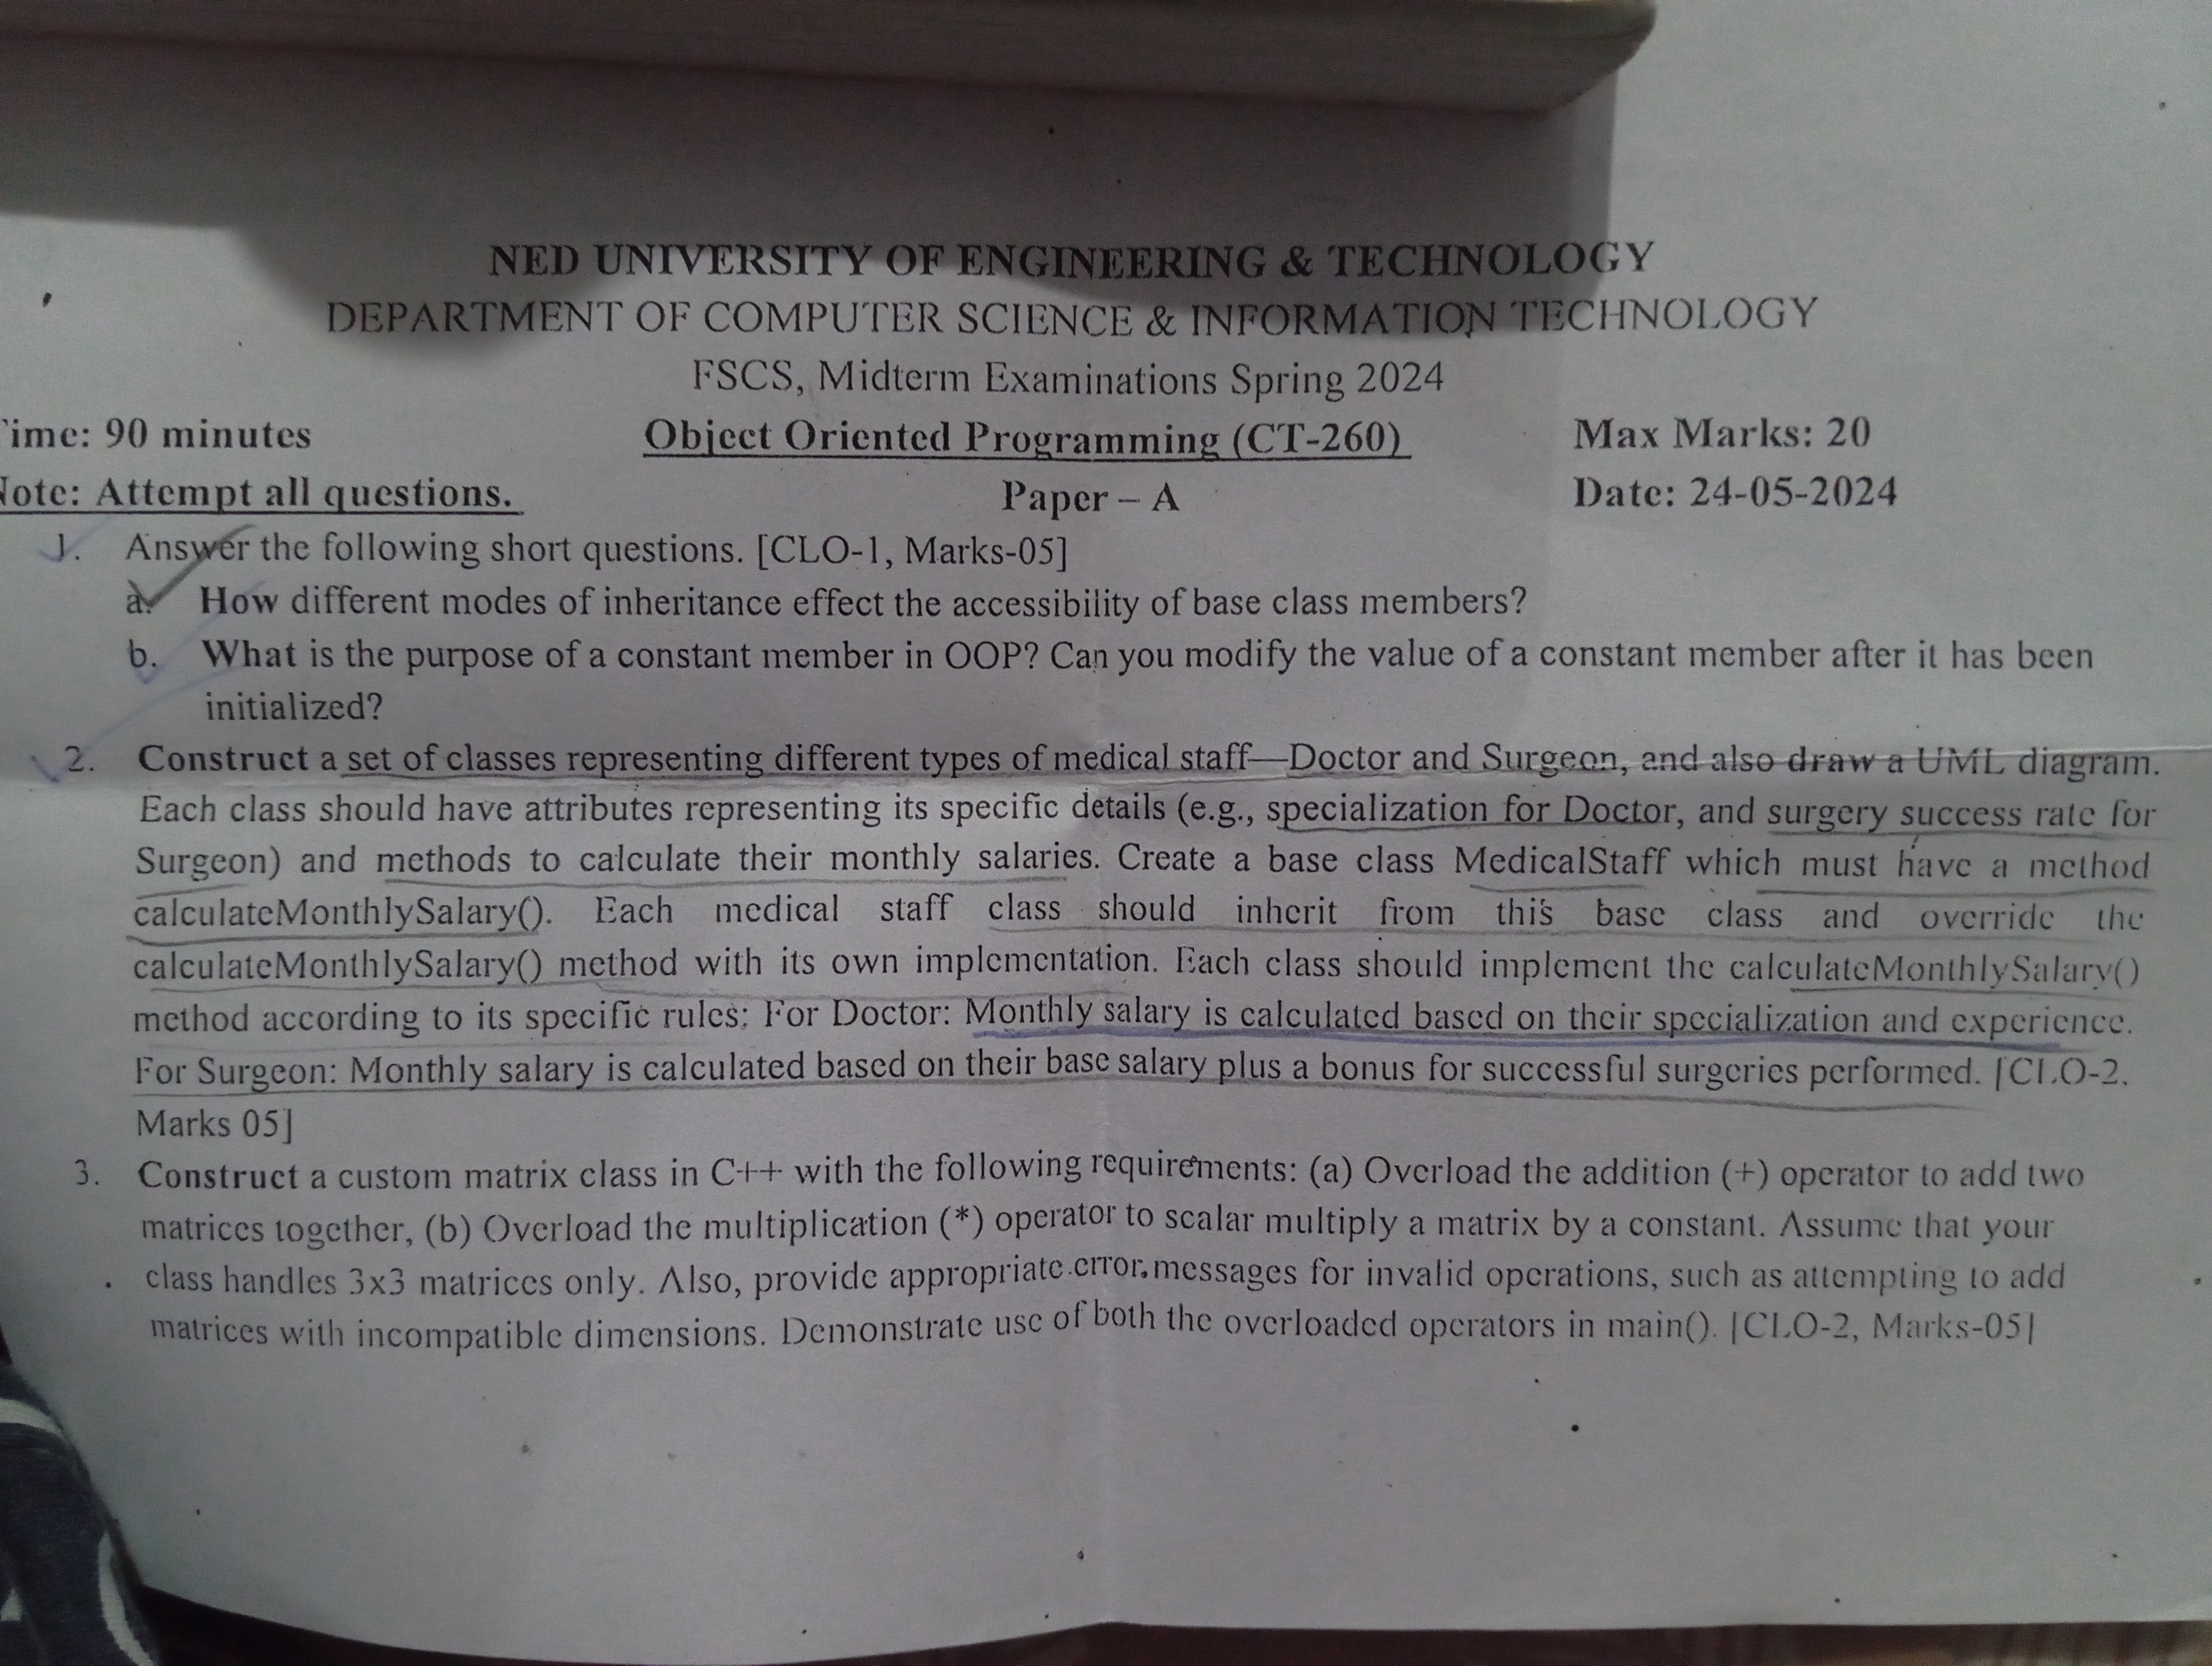 NED UNIVERSITY OF ENGINEERING & TECHNOLOGY
DEPARTMENT OF COMPUTER SCIENCE & INFORMATION TECHNOLOGY
FSCS, Midterm Examinations Spring 2024
Time: 90 minutes Object Oriented Programming (CT-260) Max Marks: 20
Note: Attempt all questions. Paper – A Date: 24-05-2024
1. Answer the following short questions. [CLO-1, Marks-05]
a. How different modes of inheritance effect the accessibility of base class members?
b. What is the purpose of a constant member in OOP? Can you modify the value of a constant member after it has been
initialized?
2. Construct a set of classes representing different types of medical staff—Doctor and Surgeon, and also draw a UML diagram.
Each class should have attributes representing its specific details (e.g., specialization for Doctor, and surgery success rate for
Surgeon) and methods to calculate their monthly salaries. Create a base class MedicalStaff which must have a method
calculateMonthlySalary(). Each medical staff class should inherit from this base class and override the
calculateMonthlySalary() method with its own implementation. Each class should implement the calculateMonthlySalary()
method according to its specific rules: For Doctor: Monthly salary is calculated based on their specialization and experience.
For Surgeon: Monthly salary is calculated based on their base salary plus a bonus for successful surgeries performed. [CLO-2,
Marks 05]
3. Construct a custom matrix class in C++ with the following requirements: (a) Overload the addition (+) operator to add two
matrices together, (b) Overload the multiplication (*) operator to scalar multiply a matrix by a constant. Assume that your
class handles 3x3 matrices only. Also, provide appropriate error messages for invalid operations, such as attempting to add
matrices with incompatible dimensions. Demonstrate use of both the overloaded operators in main(). [CLO-2, Marks-05]